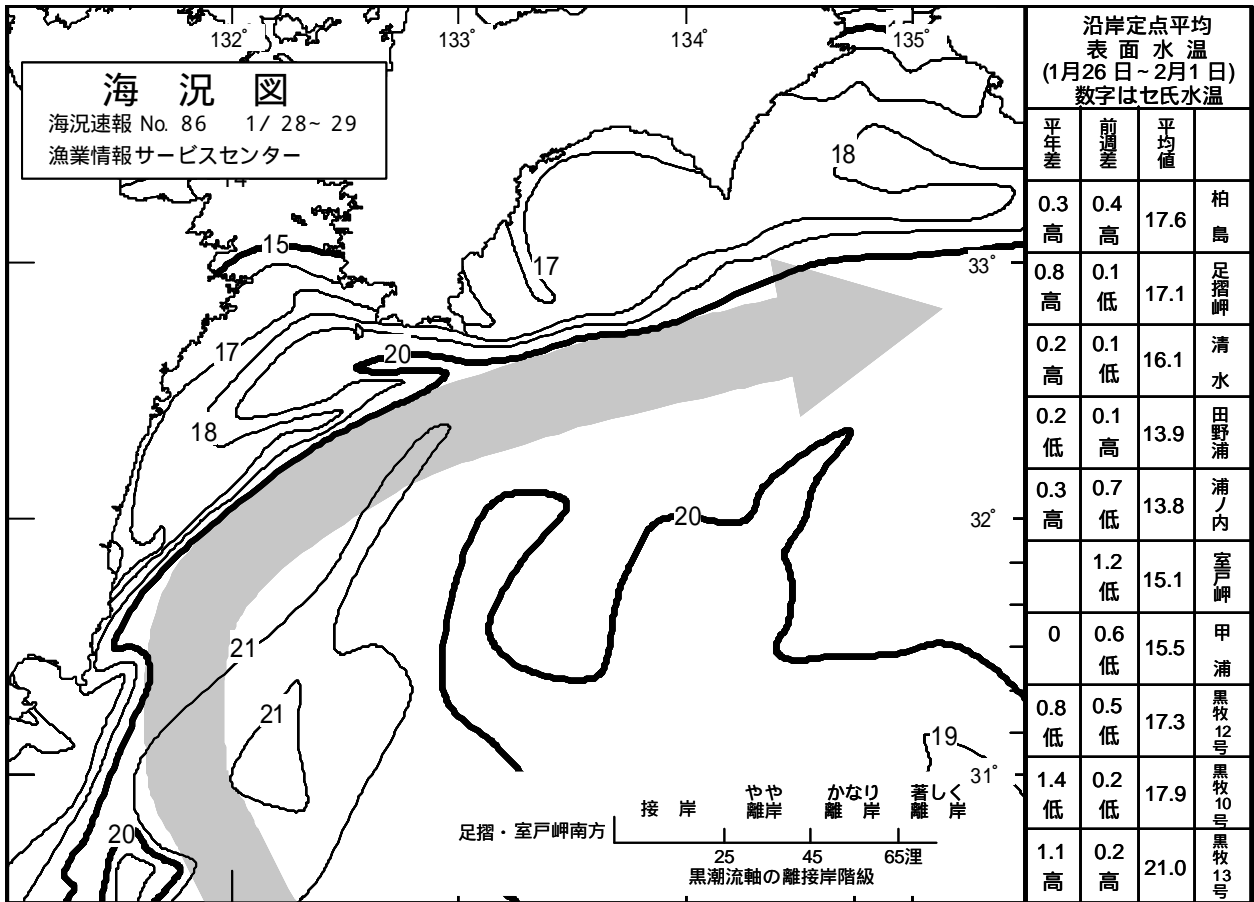 132°
133°
134°
135°
海 況 図
海況速報 No. 86 1/ 28~ 29
漁業情報サービスセンター
14
15
17
18
20
17
18
33°
20
32°
21
21
19
31°
20
足摺・室戸岬南方
接 岸
やや
離岸
かなり
離 岸
著しく
離 岸
25 45 65浬
黒潮流軸の離接岸階級
沿岸定点平均
表 面 水 温
(1月26日~2月1日)
数字はセ氏水温
平年差 前週差 平均値
0.3高 0.4高 17.6 柏島
0.8高 0.1低 17.1 足摺岬
0.2高 0.1低 16.1 清水
0.2低 0.1高 13.9 田野浦
0.3高 0.7低 13.8 浦ノ内
1.2低 15.1 室戸岬
0 0.6低 15.5 甲浦
0.8低 0.5低 17.3 黒牧12号
1.4低 0.2低 17.9 黒牧10号
1.1高 0.2高 21.0 黒牧13号